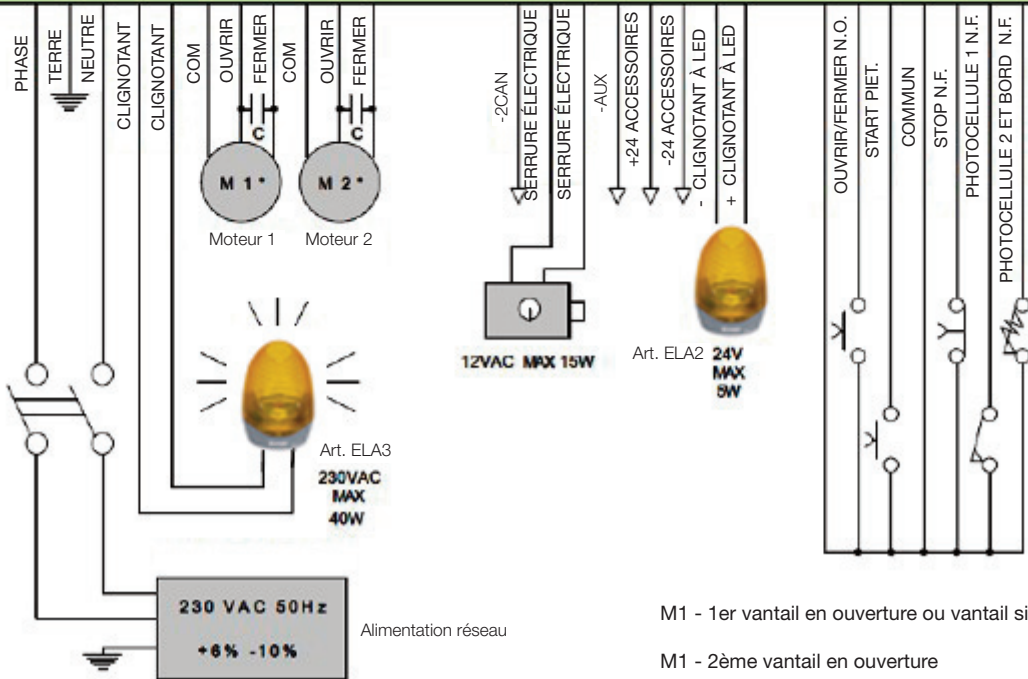 PHASE
TERRE
NEUTRE
CLIGNOTANT
CLIGNOTANT
COM
OUVRIR
FERMER
COM
OUVRIR
FERMER
-2CAN
SERRURE ÉLECTRIQUE
SERRURE ÉLECTRIQUE
-AUX
+24 ACCESSOIRES
-24 ACCESSOIRES
- CLIGNOTANT À LED
+ CLIGNOTANT À LED
OUVRIR/FERMER N.O.
START PIET.
COMMUN
STOP N.F.
PHOTOCELLULE 1 N.F.
PHOTOCELLULE 2 ET BORD N.F.
C
C
M 1*
M 2*
Moteur 1
Moteur 2
12VAC MAX 15W
Art. ELA2
24V
MAX
5W
Art. ELA3
230VAC
MAX
40W
230 VAC 50Hz
+6% -10%
Alimentation réseau
M1 - 1er vantail en ouverture ou vantail si
M1 - 2ème vantail en ouverture